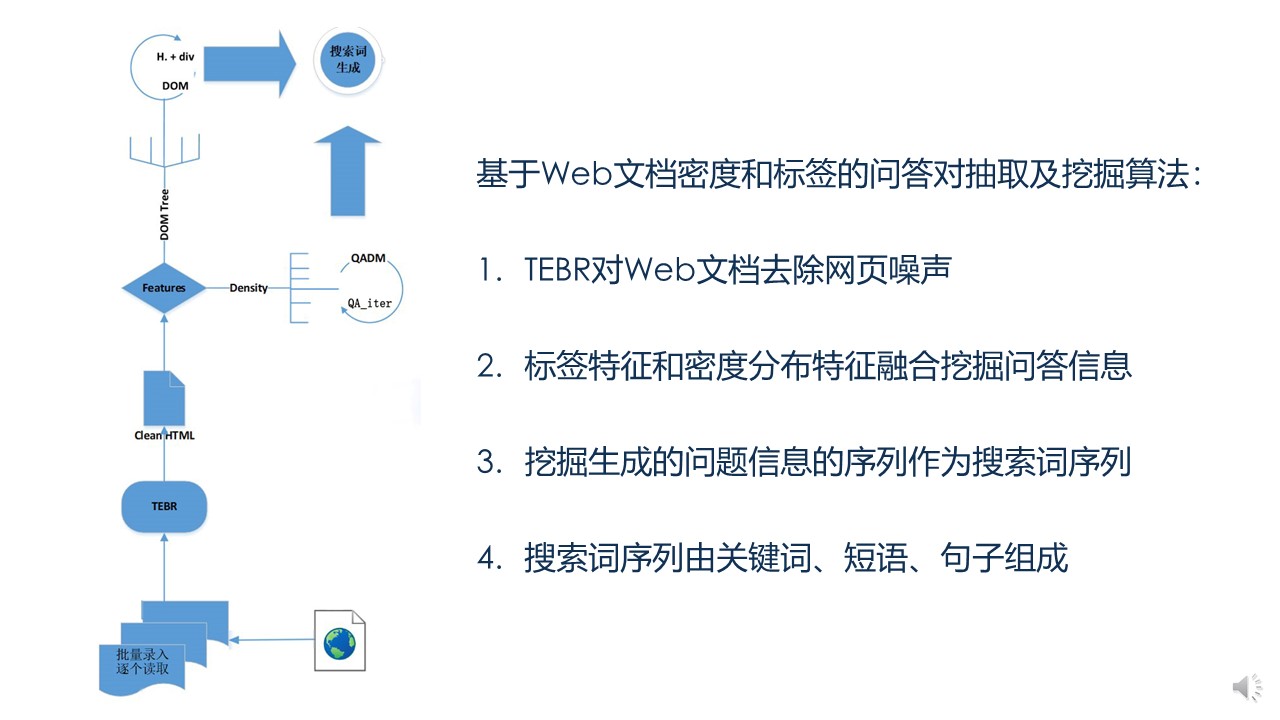 H. + div
DOM
搜索词
生成
DOM Tree
Features
Density
QADM
QA_iter
Clean HTML
TEBR
批量录入
逐个读取
基于Web文档密度和标签的问答对抽取及挖掘算法：
1. TEBR对Web文档去除网页噪声
2. 标签特征和密度分布特征融合挖掘问答信息
3. 挖掘生成的问题信息的序列作为搜索词序列
4. 搜索词序列由关键词、短语、句子组成